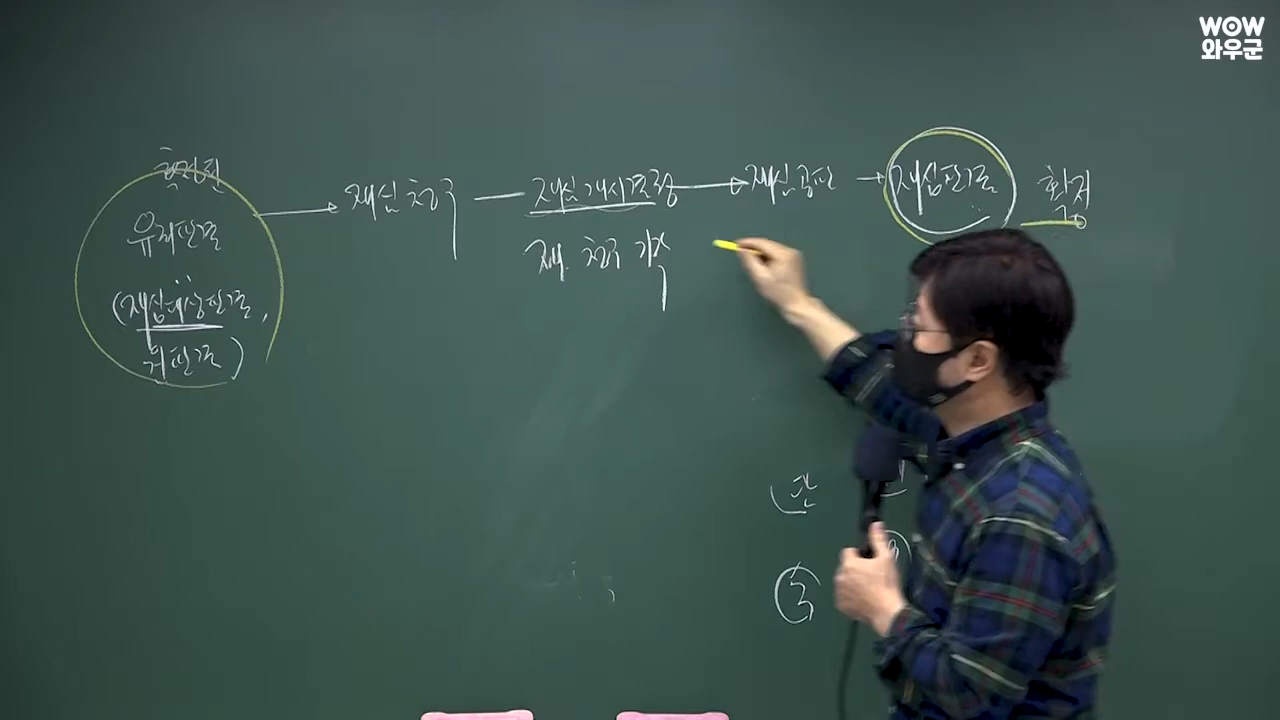 WOW
와우군
확정된
유죄판결
(재심대상판결,
원판결)
재심청구
재심개시결정
재심청구 기각
재심공판
재심판결
확정
③